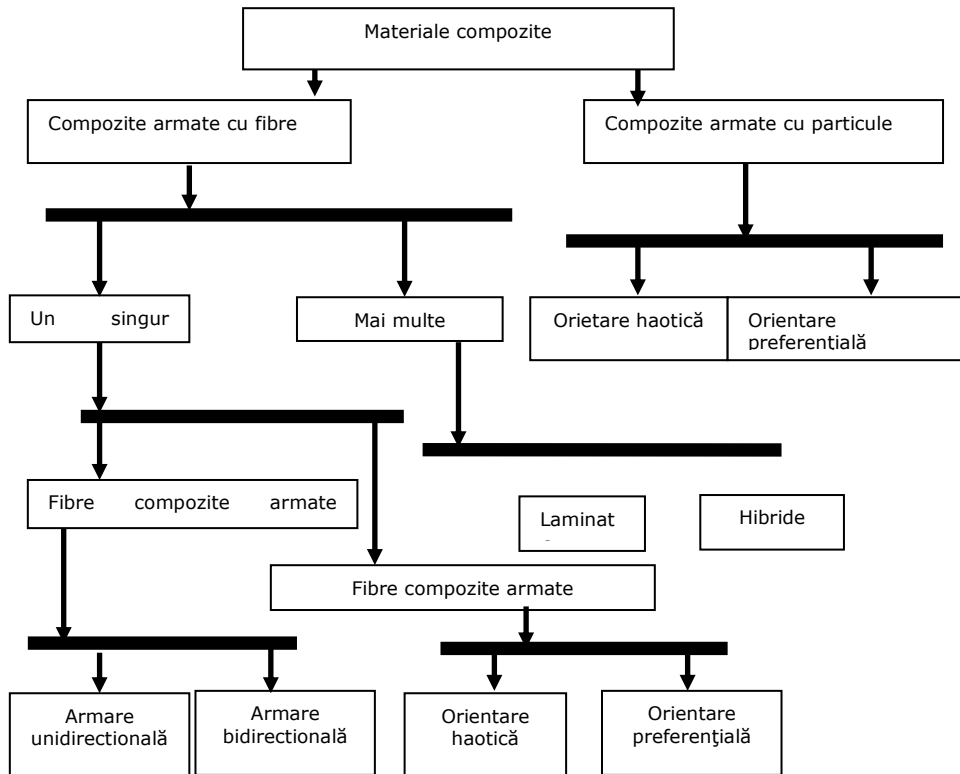 Materiale compozite
Compozite armate cu fibre
Compozite armate cu particule
Un singur
Mai multe
Orietare haotică
Orientare
preferentială
Fibre compozite armate
Laminat
Hibride
Fibre compozite armate
Armare
unidirectională
Armare
bidirectională
Orientare
haotică
Orientare
preferenţială